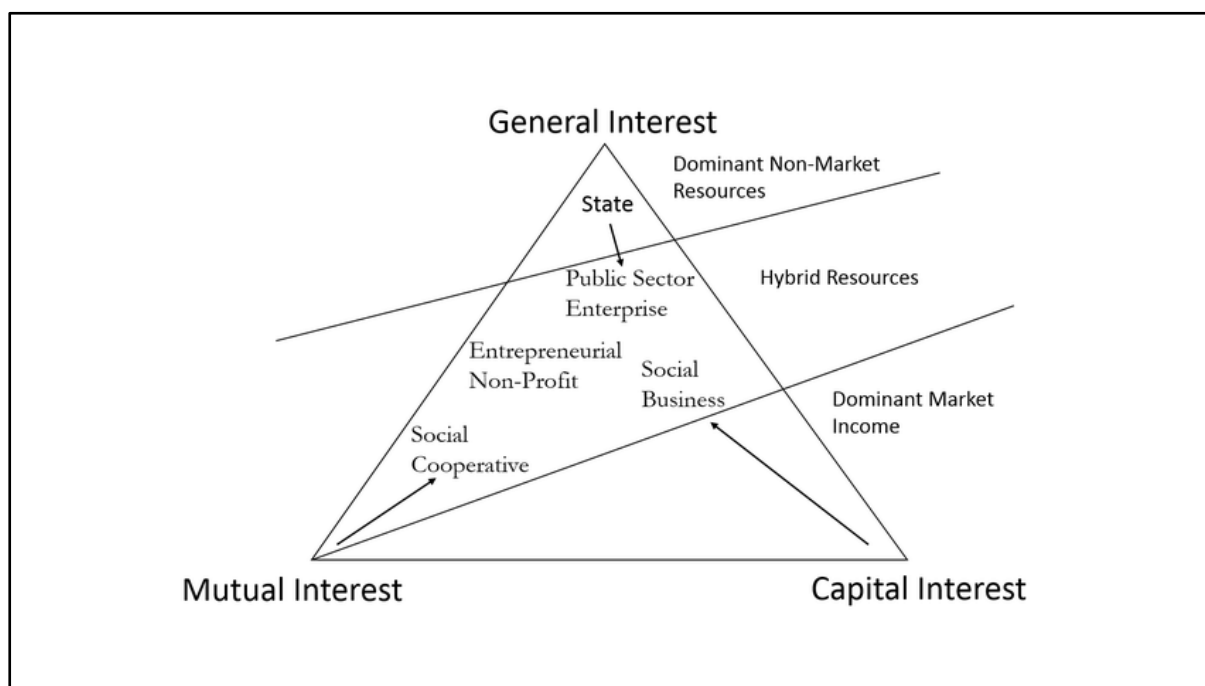 General Interest
Dominant Non-Market
Resources
State
Public Sector
Enterprise
Hybrid Resources
Entrepreneurial
Non-Profit
Social
Business
Dominant Market
Income
Social
Cooperative
Mutual Interest
Capital Interest